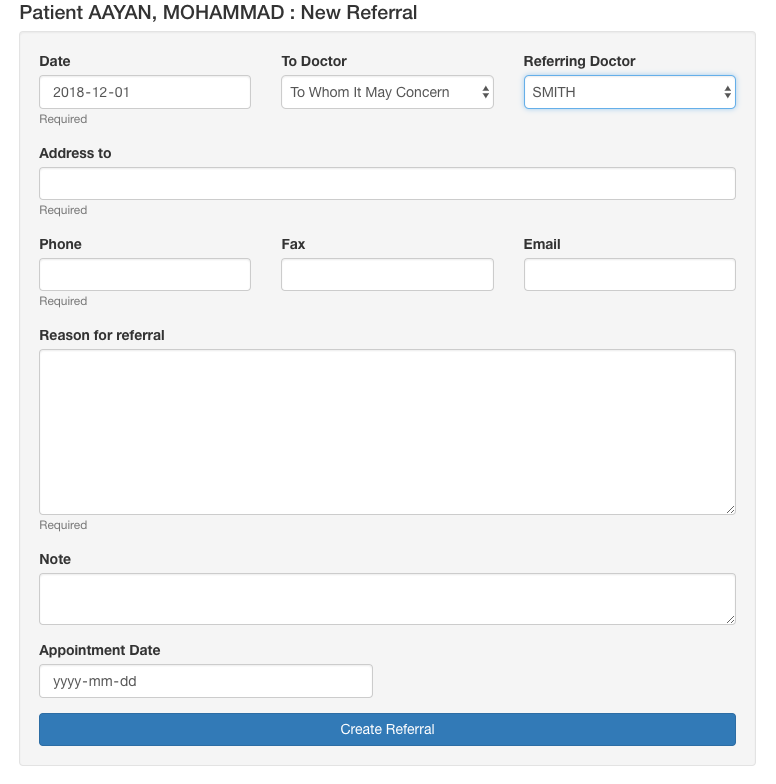 Patient AAYAN, MOHAMMAD : New Referral
Date To Doctor Referring Doctor
2018-12-01 To Whom It May Concern SMITH
Required
Address to
Required
Phone Fax Email
Required
Reason for referral
Required
Note
Appointment Date
yyyy-mm-dd
Create Referral